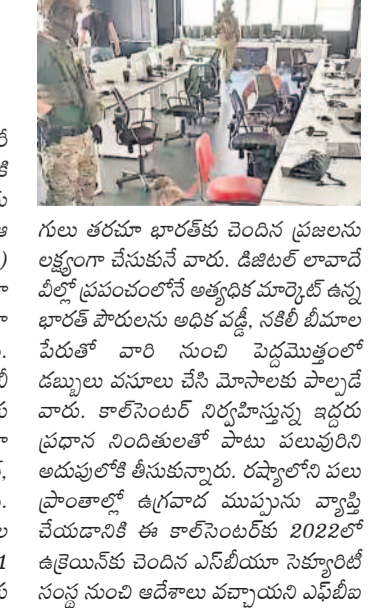 గులు తరచూ భారత్‌కు చెందిన ప్రజలను
లక్ష్యంగా చేసుకునే వారు. డిజిటల్ లావాదే
వీల్లో ప్రపంచంలోనే అత్యధిక మార్కెట్ ఉన్న
భారత్ పౌరులను అధిక వడ్డీ, నకిలీ బీమాల
పేరుతో వారి నుంచి పెద్దమొత్తంలో
డబ్బులు వసూలు చేసి మోసాలకు పాల్పడే
వారు. కాల్‌సెంటర్ నిర్వహిస్తున్న ఇద్దరు
ప్రధాన నిందితులతో పాటు పలువురిని
అదుపులోకి తీసుకున్నారు. రష్యాలోని పలు
ప్రాంతాల్లో ఉగ్రవాద ముప్పును వ్యాప్తి
చేయడానికి ఈ కాల్‌సెంటర్‌కు 2022లో
ఉక్రెయిన్‌కు చెందిన ఎస్‌బీయూ సెక్యూరిటీ
సంస్థ నుంచి ఆదేశాలు వచ్చాయని ఎఫ్‌బీఐ